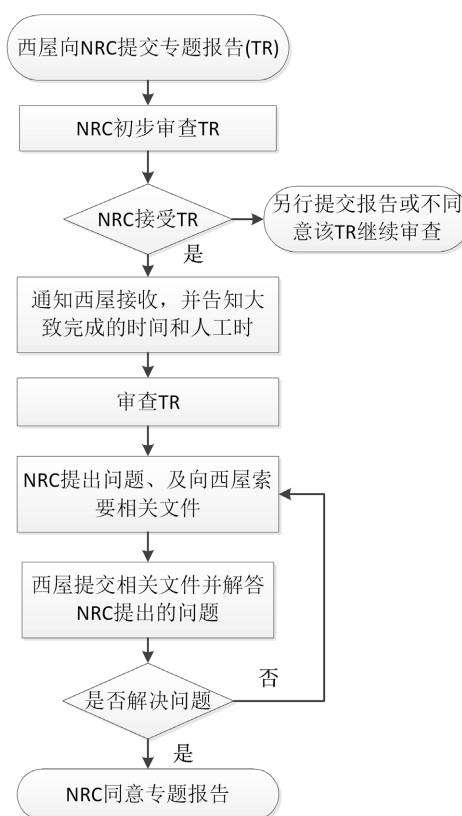 西屋向NRC提交专题报告(TR)
NRC初步审查TR
NRC接受TR
另行提交报告或不同
意该TR继续审查
是
通知西屋接收，并告知大
致完成的时间和人工时
审查TR
NRC提出问题、及向西屋索
要相关文件
西屋提交相关文件并解答
NRC提出的问题
是否解决问题
否
是
NRC同意专题报告